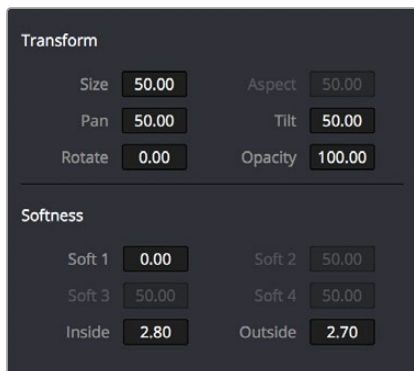 Transform
Size 50.00 Aspect 50.00
Pan 50.00 Tilt 50.00
Rotate 0.00 Opacity 100.00
Softness
Soft 1 0.00 Soft 2 50.00
Soft 3 50.00 Soft 4 50.00
Inside 2.80 Outside 2.70